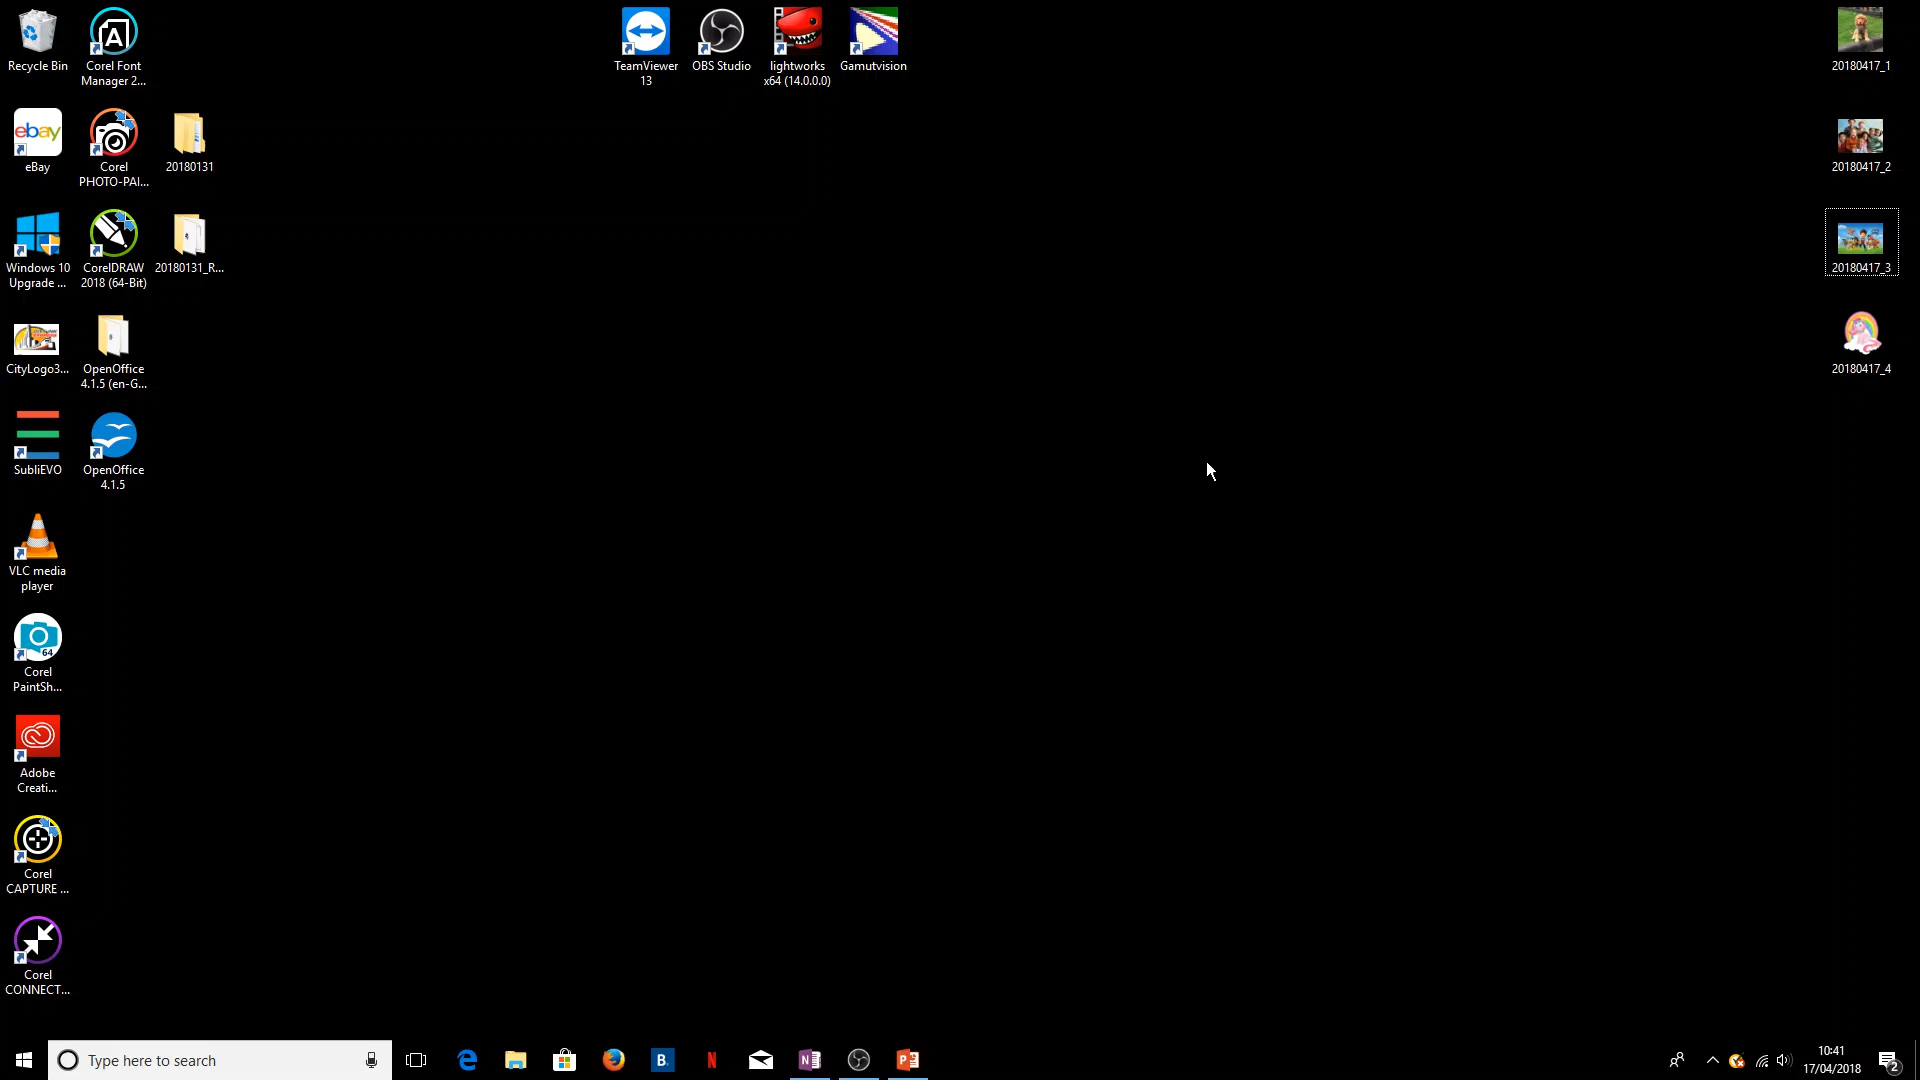 Recycle Bin
Corel Font
Manager 2...
TeamViewer
13
OBS Studio
lightworks
x64 (14.0.0.0)
Gamutvision
20180417_1
ebay
eBay
Corel
PHOTO-PAI...
20180131
20180417_2
Windows 10
Upgrade ...
CorelDRAW
2018 (64-Bit)
20180131_R...
20180417_3
CityLogo3...
OpenOffice
4.1.5 (en-G...
20180417_4
SubliEVO
OpenOffice
4.1.5
VLC media
player
64
Corel
PaintSh...
Adobe
Creati...
Corel
CAPTURE ...
Corel
CONNECT...
Type here to search
B.
N
N
P
10:41
17/04/2018
2